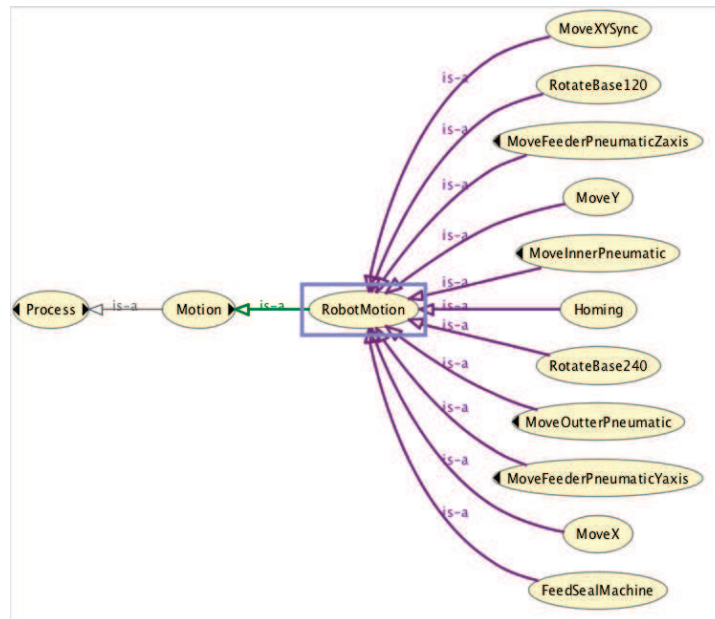 MoveXYSync
is-a
RotateBase120
is-a
MoveFeederPneumaticZaxis
is-a
MoveY
is-a
MoveInnerPneumatic
is-a
Process
is-a
Motion
is-a
RobotMotion
is-a
Homing
is-a
RotateBase240
is-a
MoveOutterPneumatic
is-a
MoveFeederPneumaticYaxis
is-a
MoveX
is-a
FeedSealMachine